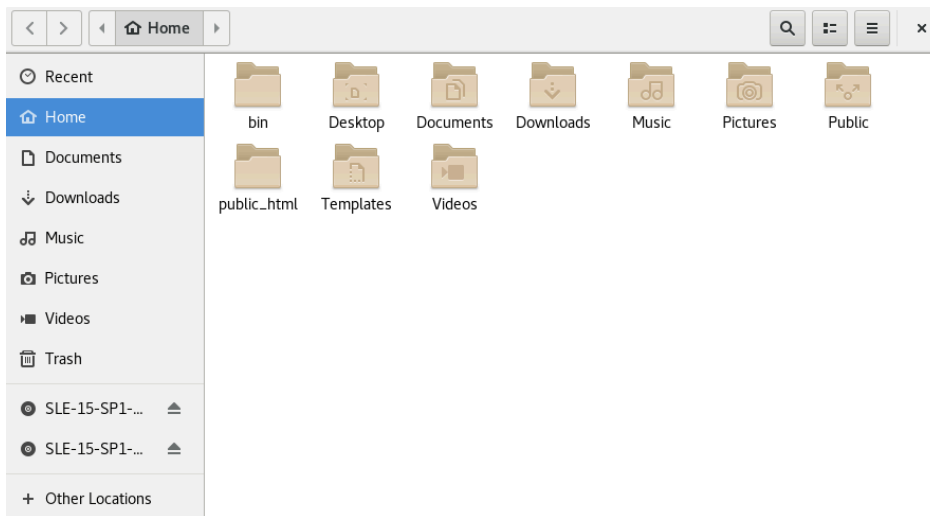 Home
Recent
Home
Documents
Downloads
Music
Pictures
Videos
Trash
SLE-15-SP1-...
SLE-15-SP1-...
Other Locations
bin Desktop Documents Downloads Music Pictures Public
public_html Templates Videos